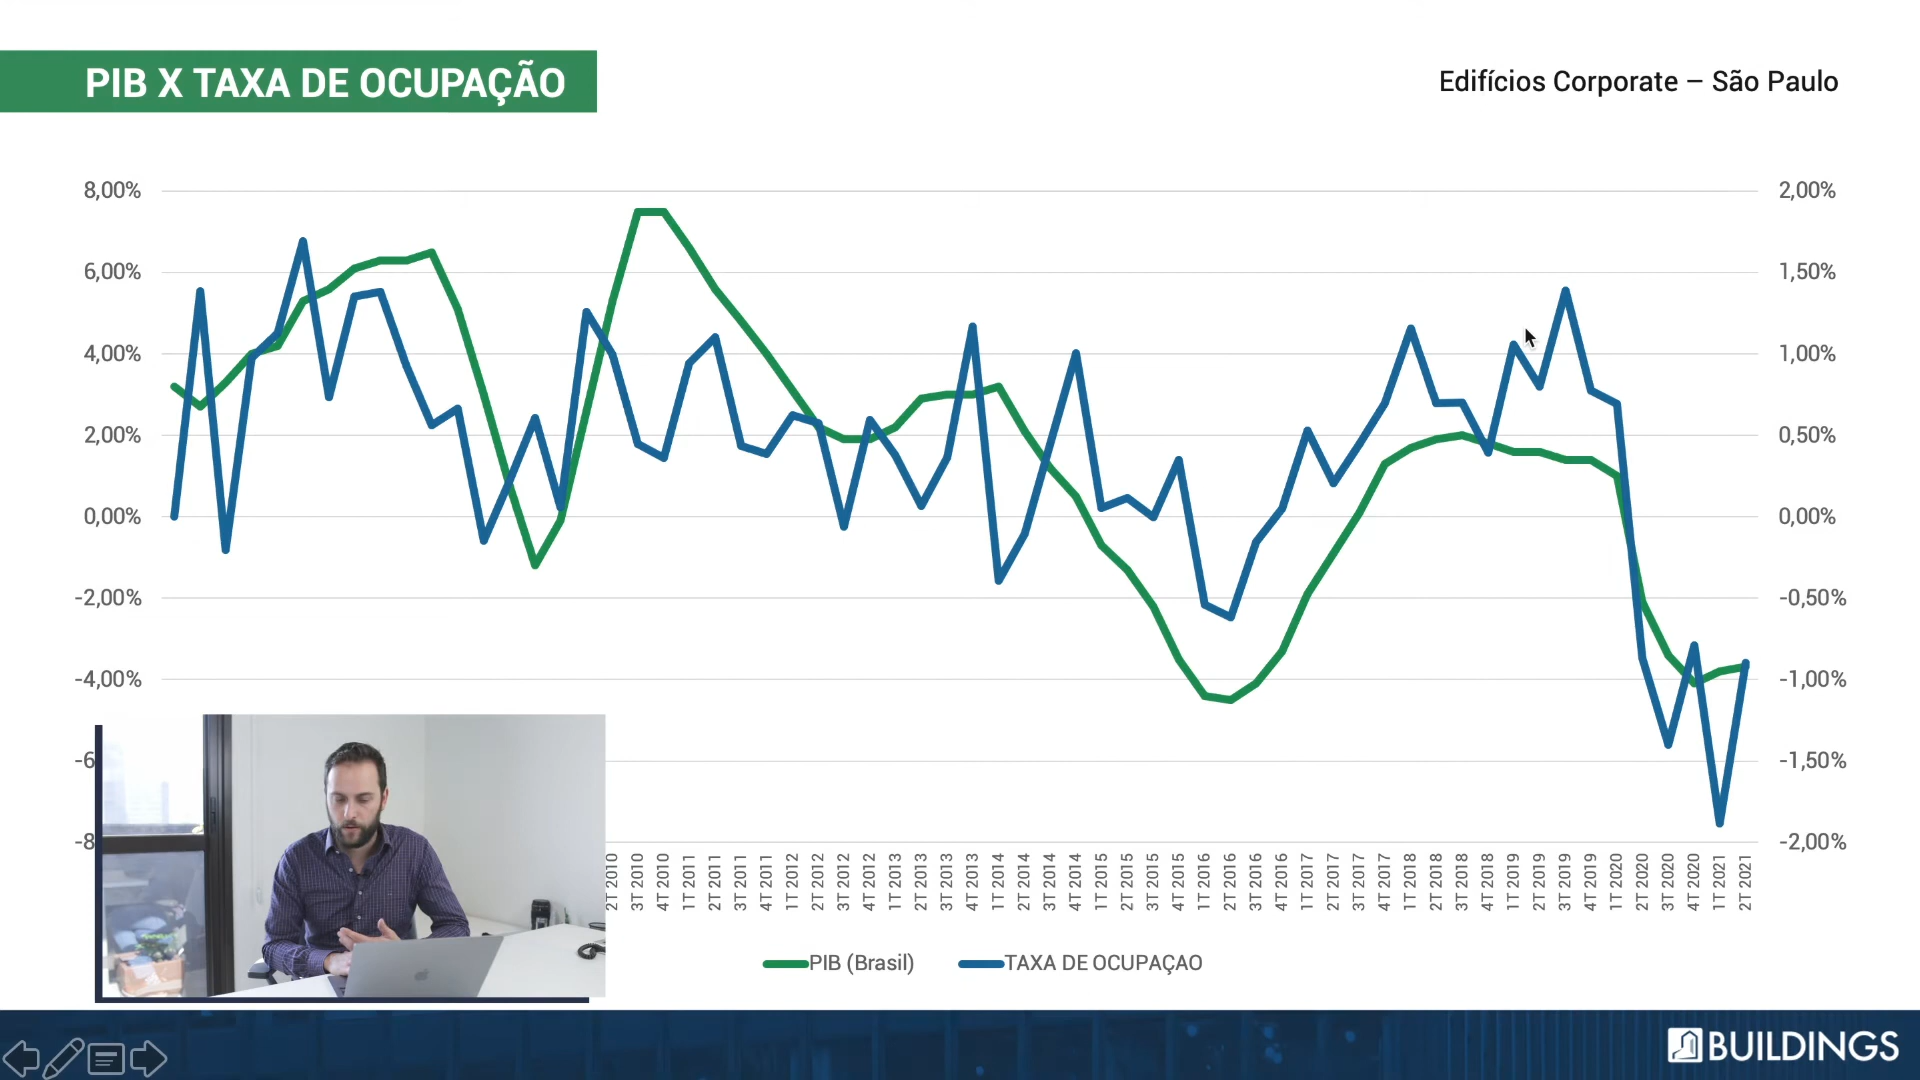 PIB X TAXA DE OCUPAÇÃO
Edifícios Corporate – São Paulo
8,00%
6,00%
4,00%
2,00%
0,00%
-2,00%
-4,00%
-6
-8
2,00%
1,50%
1,00%
0,50%
0,00%
-0,50%
-1,00%
-1,50%
-2,00%
2T 2010
3T 2010
4T 2010
1T 2011
2T 2011
3T 2011
4T 2011
1T 2012
2T 2012
3T 2012
4T 2012
1T 2013
2T 2013
3T 2013
4T 2013
1T 2014
2T 2014
3T 2014
4T 2014
1T 2015
2T 2015
3T 2015
4T 2015
1T 2016
2T 2016
3T 2016
4T 2016
1T 2017
2T 2017
3T 2017
4T 2017
1T 2018
2T 2018
3T 2018
4T 2018
1T 2019
2T 2019
3T 2019
4T 2019
1T 2020
2T 2020
3T 2020
4T 2020
1T 2021
2T 2021
PIB (Brasil)
TAXA DE OCUPAÇAO
BUILDINGS